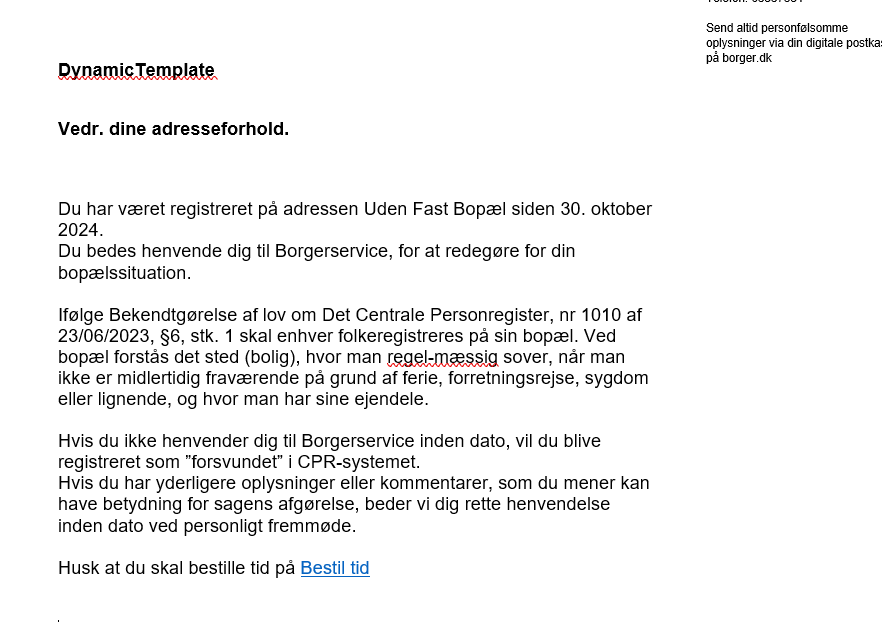 Send altid personfølsomme
oplysninger via din digitale
på borger.dk
DynamicTemplate
Vedr. dine adresseforhold.
Du har været registreret på adressen Uden Fast Bopæl siden 30. oktober
2024.
Du bedes henvende dig til Borgerservice, for at redegøre for din
bopælssituation.
Ifølge Bekendtgørelse af lov om Det Centrale Personregister, nr 1010 af
23/06/2023, §6, stk. 1 skal enhver folkeregistreres på sin bopæl. Ved
bopæl forstås det sted (bolig), hvor man regel-mæssig sover, når man
ikke er midlertidig fraværende på grund af ferie, forretningsrejse, sygdom
eller lignende, og hvor man har sine ejendele.
Hvis du ikke henvender dig til Borgerservice inden dato, vil du blive
registreret som ”forsvundet” i CPR-systemet.
Hvis du har yderligere oplysninger eller kommentarer, som du mener kan
have betydning for sagens afgørelse, beder vi dig rette henvendelse
inden dato ved personligt fremmøde.
Husk at du skal bestille tid på Bestil tid